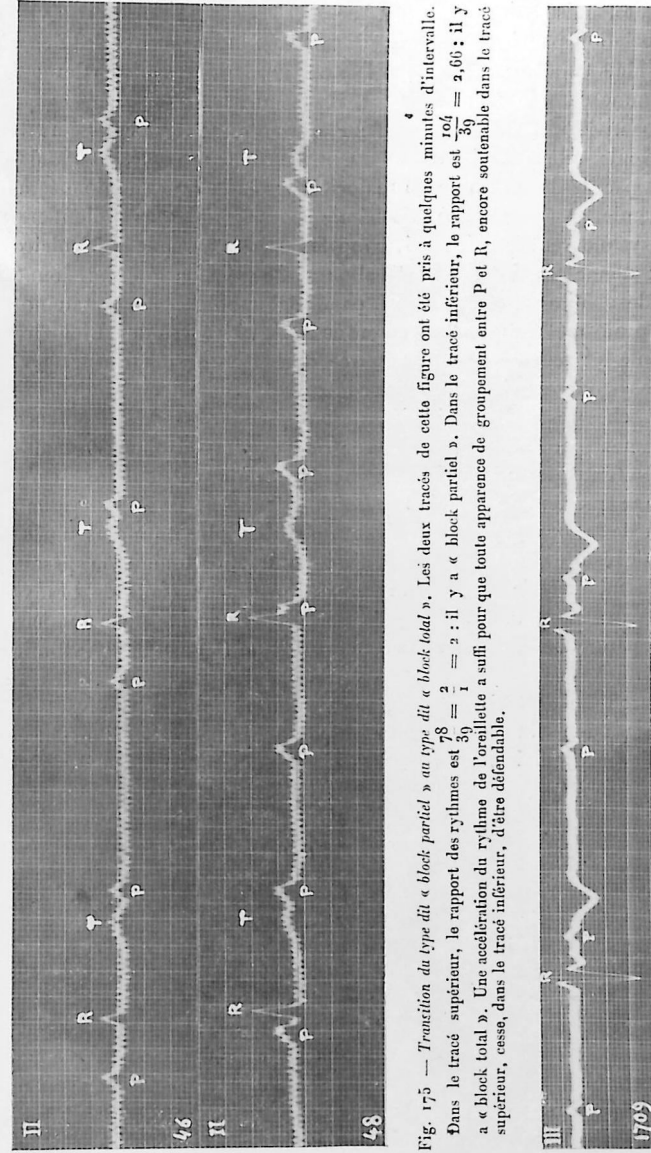 II
R T R T R T
P P P P P P
46
II
R T R T R T
P P P P P P P P
48
Fig. 175 — Transition du type dit « block partiel » au type dit « block total ». Les deux tracés de cette figure ont été pris à quelques minutes d'intervalle.
Dans le tracé supérieur, le rapport des rythmes est 78/39 = 2/1 = 2 : il y a « block partiel ». Dans le tracé inférieur, le rapport est 104/39 = 2,66 : il y
a « block total ». Une accélération du rythme de l'oreillette a suffi pour que toute apparence de groupement entre P et R, encore soutenable dans le tracé
supérieur, cesse, dans le tracé inférieur, d'être défendable.
III
R R R
P P P P P P P
1709